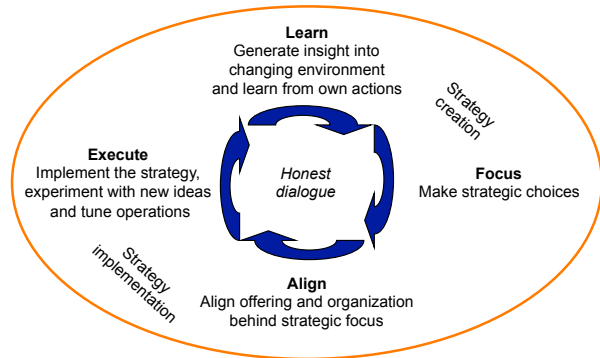 Learn
Generate insight into
changing environment
and learn from own actions
Strategy
creation
Execute
Implement the strategy,
experiment with new ideas
and tune operations
Honest
dialogue
Focus
Make strategic choices
Strategy
implementation
Align
Align offering and organization
behind strategic focus